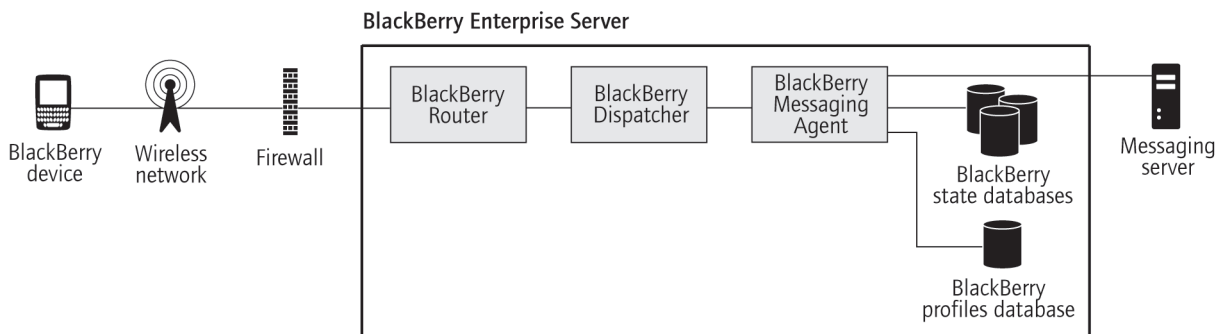 BlackBerry Enterprise Server
BlackBerry
device
Wireless
network
Firewall
BlackBerry
Router
BlackBerry
Dispatcher
BlackBerry
Messaging
Agent
BlackBerry
state databases
BlackBerry
profiles database
Messaging
server